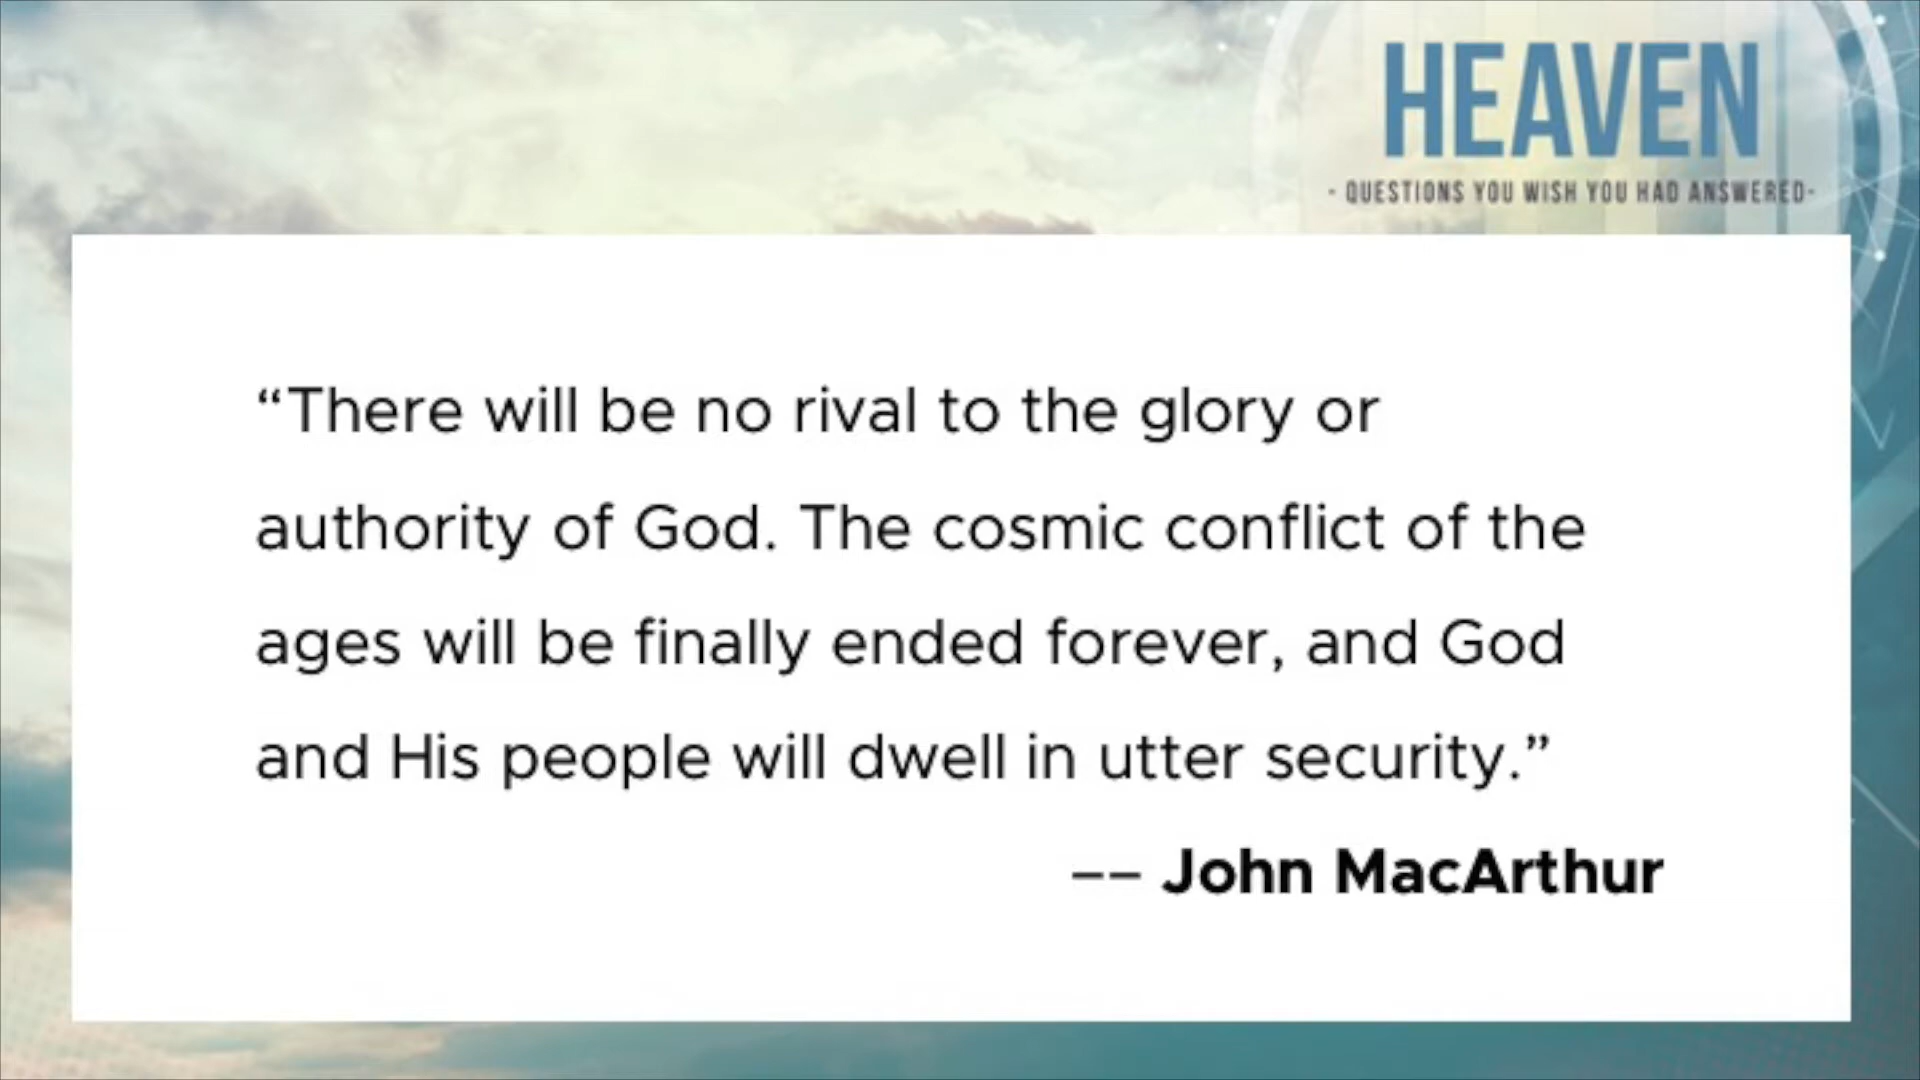 HEAVEN
- QUESTIONS YOU WISH YOU HAD ANSWERED-
“There will be no rival to the glory or
authority of God. The cosmic conflict of the
ages will be finally ended forever, and God
and His people will dwell in utter security.”
–– John MacArthur